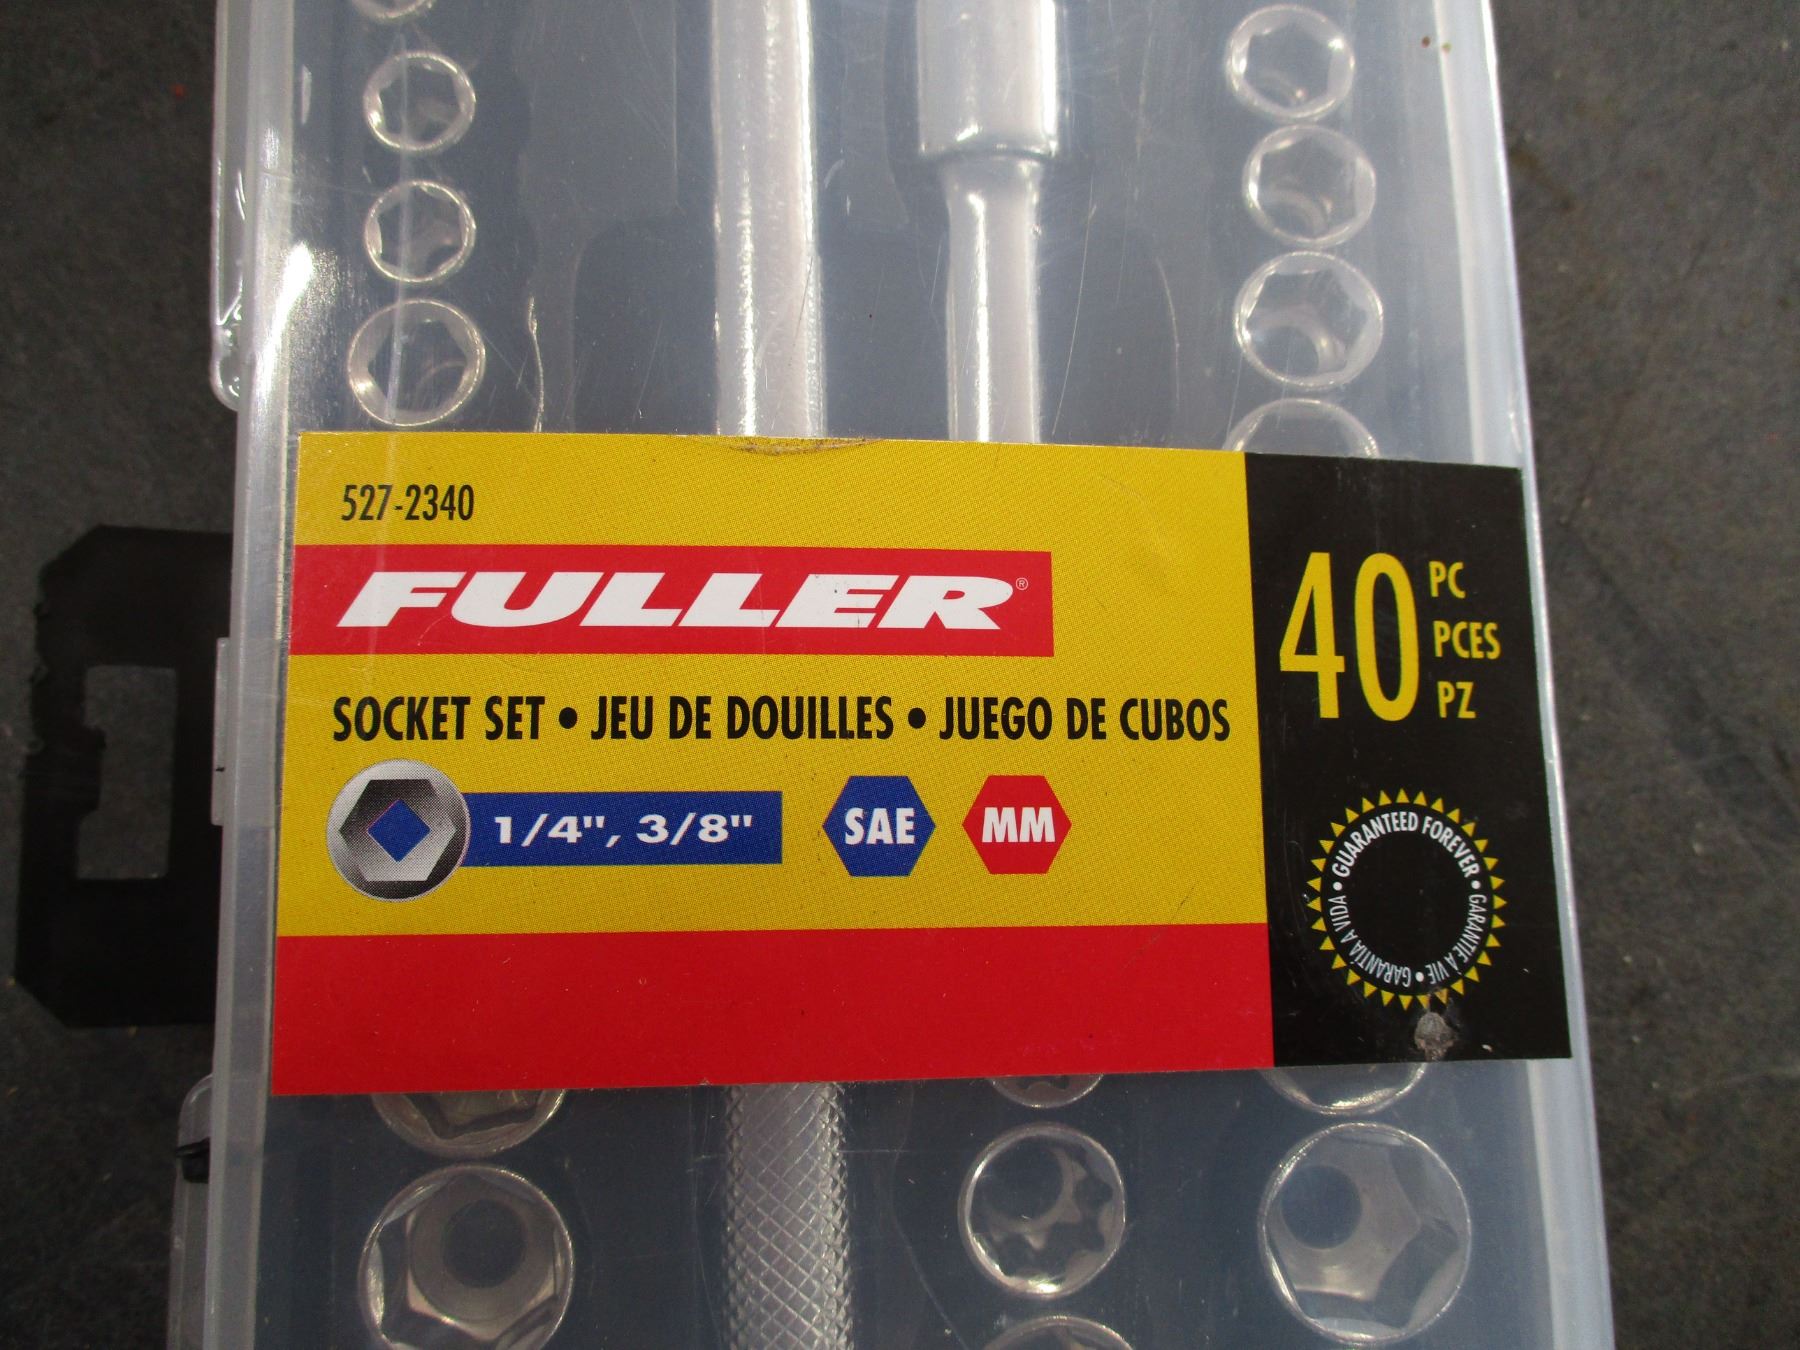 527-2340
FULLER®
SOCKET SET • JEU DE DOUILLES • JUEGO DE CUBOS
1/4", 3/8"
SAE
MM
40
PC
PCES
PZ
• GUARANTEED FOREVER • GARANTIE À VIE • GARANTÍA A VIDA